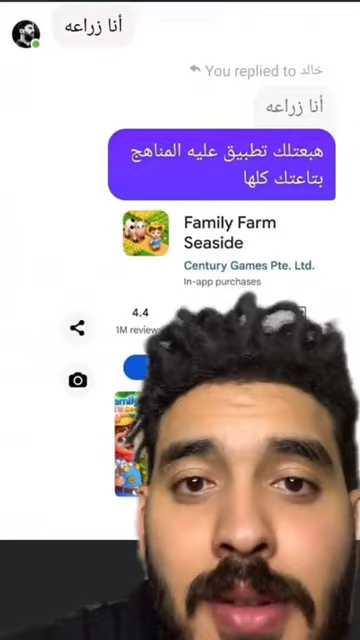 أنا زراعه
You replied to خالد
أنا زراعه
هبعتلك تطبيق عليه المناهج
بتاعتك كلها
Family Farm
Seaside
Century Games Pte. Ltd.
In-app purchases
4.4
1M reviews